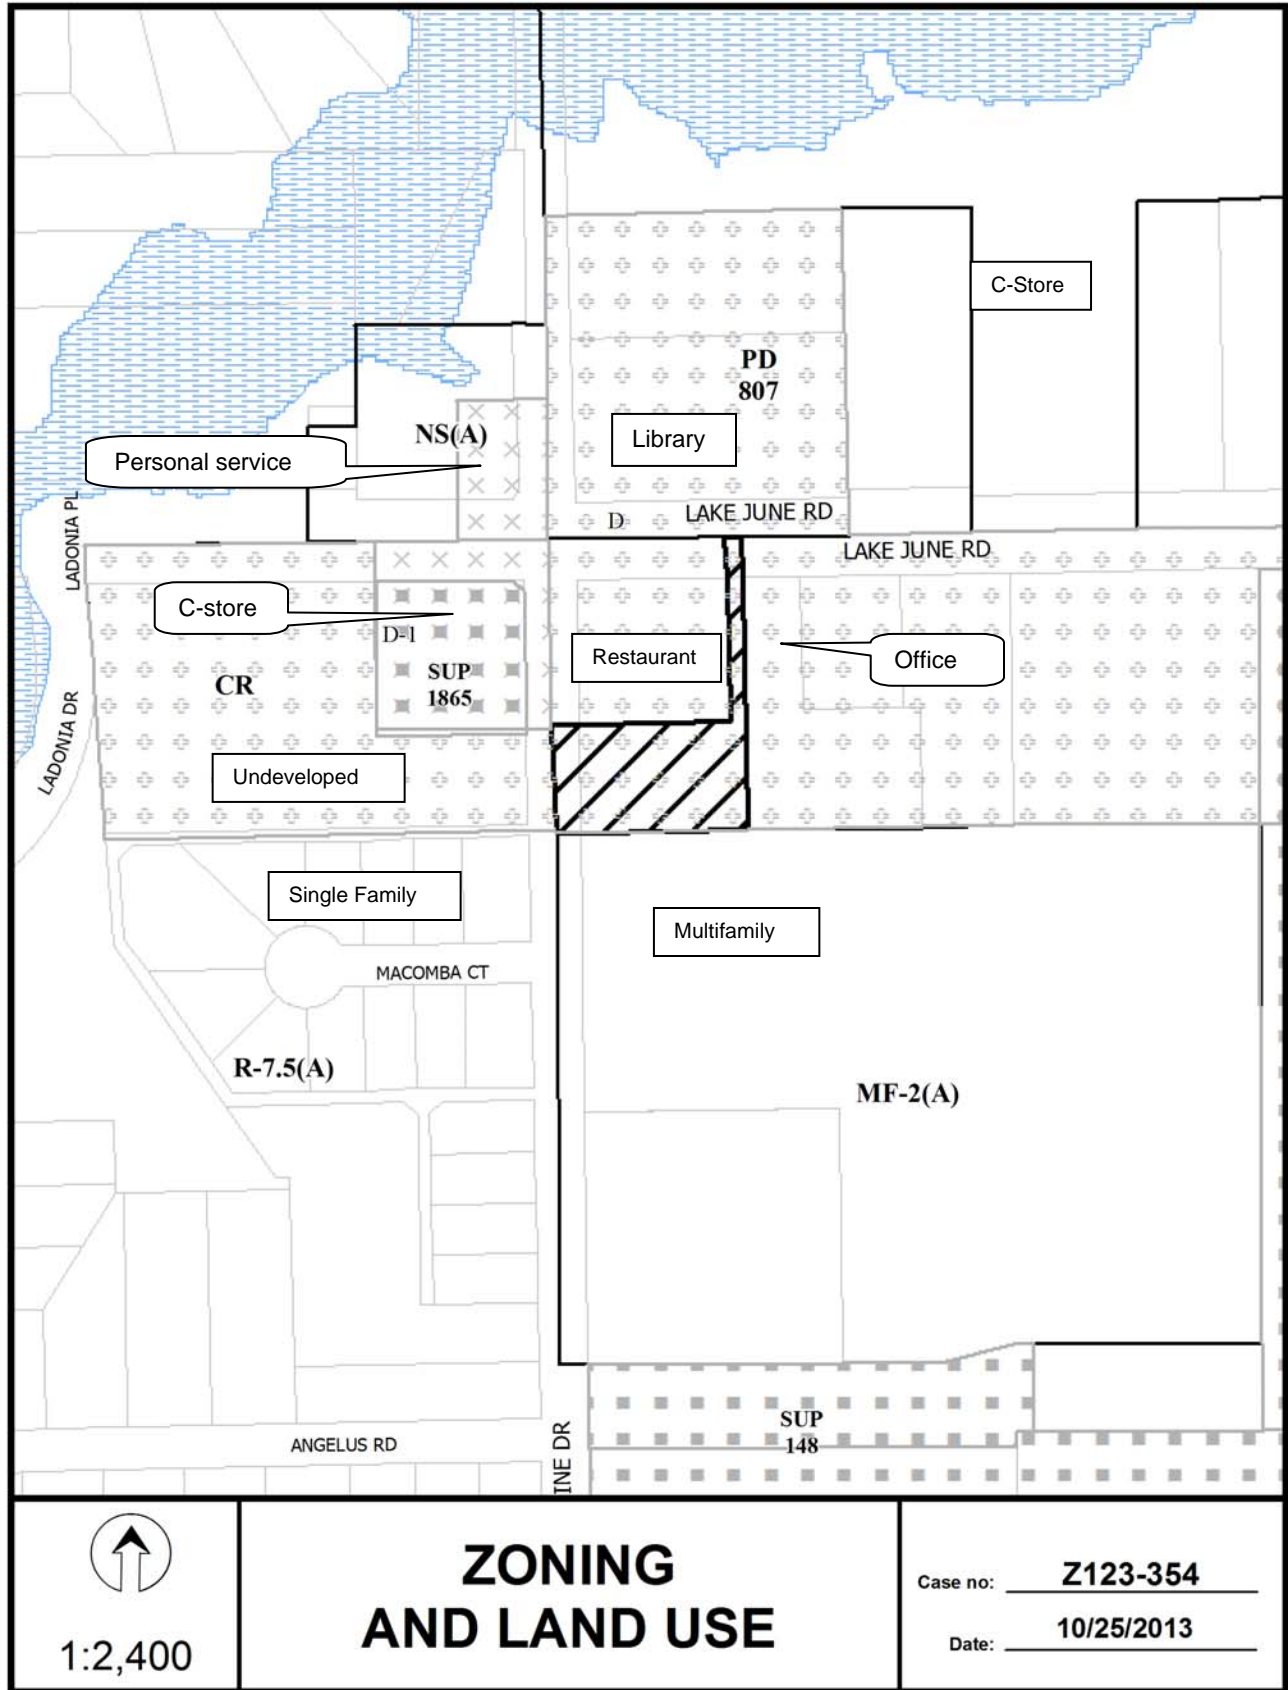 C-Store
PD
807
NS(A)
Library
Personal service
D
LAKE JUNE RD
LAKE JUNE RD
LADONIA PL
C-store
D-1
SUP
1865
Restaurant
Office
CR
LADONIA DR
Undeveloped
Single Family
Multifamily
MACOMBA CT
R-7.5(A)
MF-2(A)
SUP
148
ANGELUS RD
INE DR
1:2,400
ZONING
AND LAND USE
Case no: Z123-354
Date: 10/25/2013